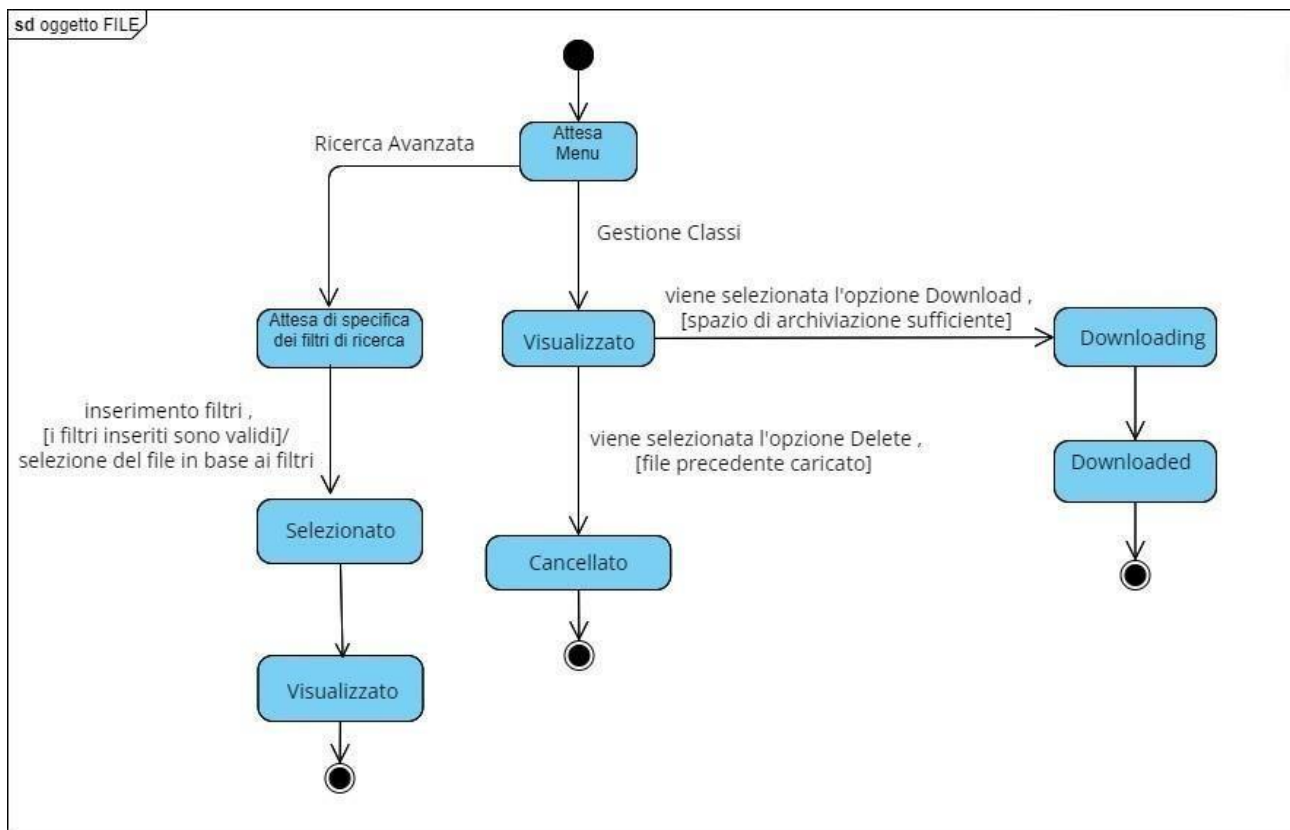 sd oggetto FILE
Attesa
Menu
Ricerca Avanzata
Gestione Classi
viene selezionata l'opzione Download ,
[spazio di archiviazione sufficiente]
Attesa di specifica
dei filtri di ricerca
Visualizzato
Downloading
inserimento filtri ,
[i filtri inseriti sono validi]/
selezione del file in base ai filtri
viene selezionata l'opzione Delete ,
[file precedente caricato]
Downloaded
Selezionato
Cancellato
Visualizzato